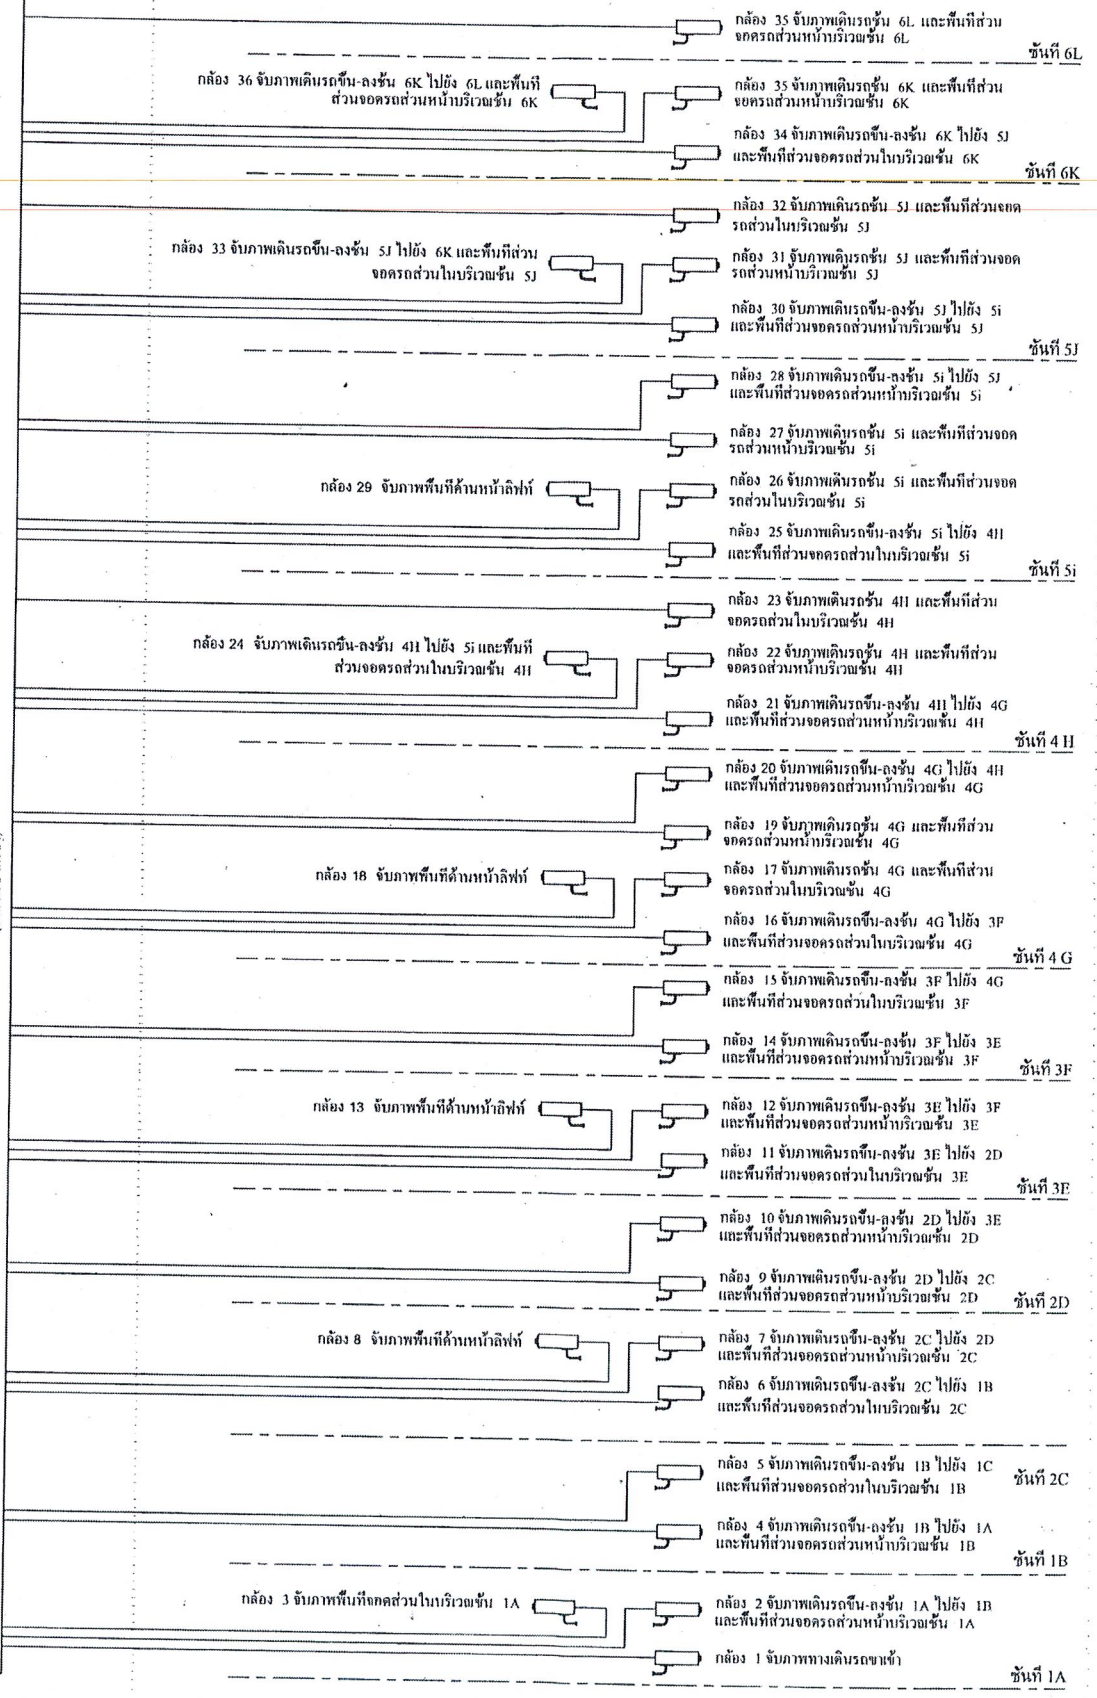 กล้อง 35 จับภาพเดินรถชั้น 6L และพื้นที่ส่วน
จอดรถส่วนหน้าบริเวณชั้น 6L
ชั้นที่ 6L
กล้อง 36 จับภาพเดินรถขึ้น-ลงชั้น 6K ไปยัง 6L และพื้นที่
ส่วนจอดรถส่วนหน้าบริเวณชั้น 6K
กล้อง 35 จับภาพเดินรถชั้น 6K และพื้นที่ส่วน
จอดรถส่วนหน้าบริเวณชั้น 6K
กล้อง 34 จับภาพเดินรถขึ้น-ลงชั้น 6K ไปยัง 5J
และพื้นที่ส่วนจอดรถส่วนในบริเวณชั้น 6K
ชั้นที่ 6K
กล้อง 32 จับภาพเดินรถชั้น 5J และพื้นที่ส่วนจอด
รถส่วนในบริเวณชั้น 5J
กล้อง 33 จับภาพเดินรถขึ้น-ลงชั้น 5J ไปยัง 6K และพื้นที่ส่วน
จอดรถส่วนในบริเวณชั้น 5J
กล้อง 31 จับภาพเดินรถชั้น 5J และพื้นที่ส่วนจอด
รถส่วนหน้าบริเวณชั้น 5J
กล้อง 30 จับภาพเดินรถขึ้น-ลงชั้น 5J ไปยัง 5i
และพื้นที่ส่วนจอดรถส่วนหน้าบริเวณชั้น 5J
ชั้นที่ 5J
กล้อง 28 จับภาพเดินรถขึ้น-ลงชั้น 5i ไปยัง 5J
และพื้นที่ส่วนจอดรถส่วนหน้าบริเวณชั้น 5i
กล้อง 27 จับภาพเดินรถชั้น 5i และพื้นที่ส่วนจอด
รถส่วนหน้าบริเวณชั้น 5i
กล้อง 29 จับภาพพื้นที่ด้านหน้าลิฟท์
กล้อง 26 จับภาพเดินรถชั้น 5i และพื้นที่ส่วนจอด
รถส่วนในบริเวณชั้น 5i
กล้อง 25 จับภาพเดินรถขึ้น-ลงชั้น 5i ไปยัง 4H
และพื้นที่ส่วนจอดรถส่วนในบริเวณชั้น 5i
ชั้นที่ 5i
กล้อง 23 จับภาพเดินรถชั้น 4H และพื้นที่ส่วน
จอดรถส่วนในบริเวณชั้น 4H
กล้อง 24 จับภาพเดินรถขึ้น-ลงชั้น 4H ไปยัง 5i และพื้นที่
ส่วนจอดรถส่วนในบริเวณชั้น 4H
กล้อง 22 จับภาพเดินรถชั้น 4H และพื้นที่ส่วน
จอดรถส่วนหน้าบริเวณชั้น 4H
กล้อง 21 จับภาพเดินรถขึ้น-ลงชั้น 4H ไปยัง 4G
และพื้นที่ส่วนจอดรถส่วนหน้าบริเวณชั้น 4H
ชั้นที่ 4 H
กล้อง 20 จับภาพเดินรถขึ้น-ลงชั้น 4G ไปยัง 4H
และพื้นที่ส่วนจอดรถส่วนหน้าบริเวณชั้น 4G
กล้อง 19 จับภาพเดินรถชั้น 4G และพื้นที่ส่วน
จอดรถส่วนหน้าบริเวณชั้น 4G
กล้อง 18 จับภาพพื้นที่ด้านหน้าลิฟท์
กล้อง 17 จับภาพเดินรถชั้น 4G และพื้นที่ส่วน
จอดรถส่วนในบริเวณชั้น 4G
กล้อง 16 จับภาพเดินรถขึ้น-ลงชั้น 4G ไปยัง 3F
และพื้นที่ส่วนจอดรถส่วนในบริเวณชั้น 4G
ชั้นที่ 4 G
กล้อง 15 จับภาพเดินรถขึ้น-ลงชั้น 3F ไปยัง 4G
และพื้นที่ส่วนจอดรถส่วนในบริเวณชั้น 3F
กล้อง 14 จับภาพเดินรถขึ้น-ลงชั้น 3F ไปยัง 3E
และพื้นที่ส่วนจอดรถส่วนหน้าบริเวณชั้น 3F
ชั้นที่ 3F
กล้อง 13 จับภาพพื้นที่ด้านหน้าลิฟท์
กล้อง 12 จับภาพเดินรถขึ้น-ลงชั้น 3E ไปยัง 3F
และพื้นที่ส่วนจอดรถส่วนหน้าบริเวณชั้น 3E
กล้อง 11 จับภาพเดินรถขึ้น-ลงชั้น 3E ไปยัง 2D
และพื้นที่ส่วนจอดรถส่วนในบริเวณชั้น 3E
ชั้นที่ 3E
กล้อง 10 จับภาพเดินรถขึ้น-ลงชั้น 2D ไปยัง 3E
และพื้นที่ส่วนจอดรถส่วนหน้าบริเวณชั้น 2D
กล้อง 9 จับภาพเดินรถขึ้น-ลงชั้น 2D ไปยัง 2C
และพื้นที่ส่วนจอดรถส่วนหน้าบริเวณชั้น 2D
ชั้นที่ 2D
กล้อง 8 จับภาพพื้นที่ด้านหน้าลิฟท์
กล้อง 7 จับภาพเดินรถขึ้น-ลงชั้น 2C ไปยัง 2D
และพื้นที่ส่วนจอดรถส่วนหน้าบริเวณชั้น 2C
กล้อง 6 จับภาพเดินรถขึ้น-ลงชั้น 2C ไปยัง 1B
และพื้นที่ส่วนจอดรถส่วนในบริเวณชั้น 2C
กล้อง 5 จับภาพเดินรถขึ้น-ลงชั้น 1B ไปยัง 1C
และพื้นที่ส่วนจอดรถส่วนในบริเวณชั้น 1B
ชั้นที่ 2C
กล้อง 4 จับภาพเดินรถขึ้น-ลงชั้น 1B ไปยัง 1A
และพื้นที่ส่วนจอดรถส่วนหน้าบริเวณชั้น 1B
ชั้นที่ 1B
กล้อง 3 จับภาพพื้นที่จอดส่วนในบริเวณชั้น 1A
กล้อง 2 จับภาพเดินรถขึ้น-ลงชั้น 1A ไปยัง 1B
และพื้นที่ส่วนจอดรถส่วนหน้าบริเวณชั้น 1A
กล้อง 1 จับภาพทางเดินรถขาเข้า
ชั้นที่ 1A